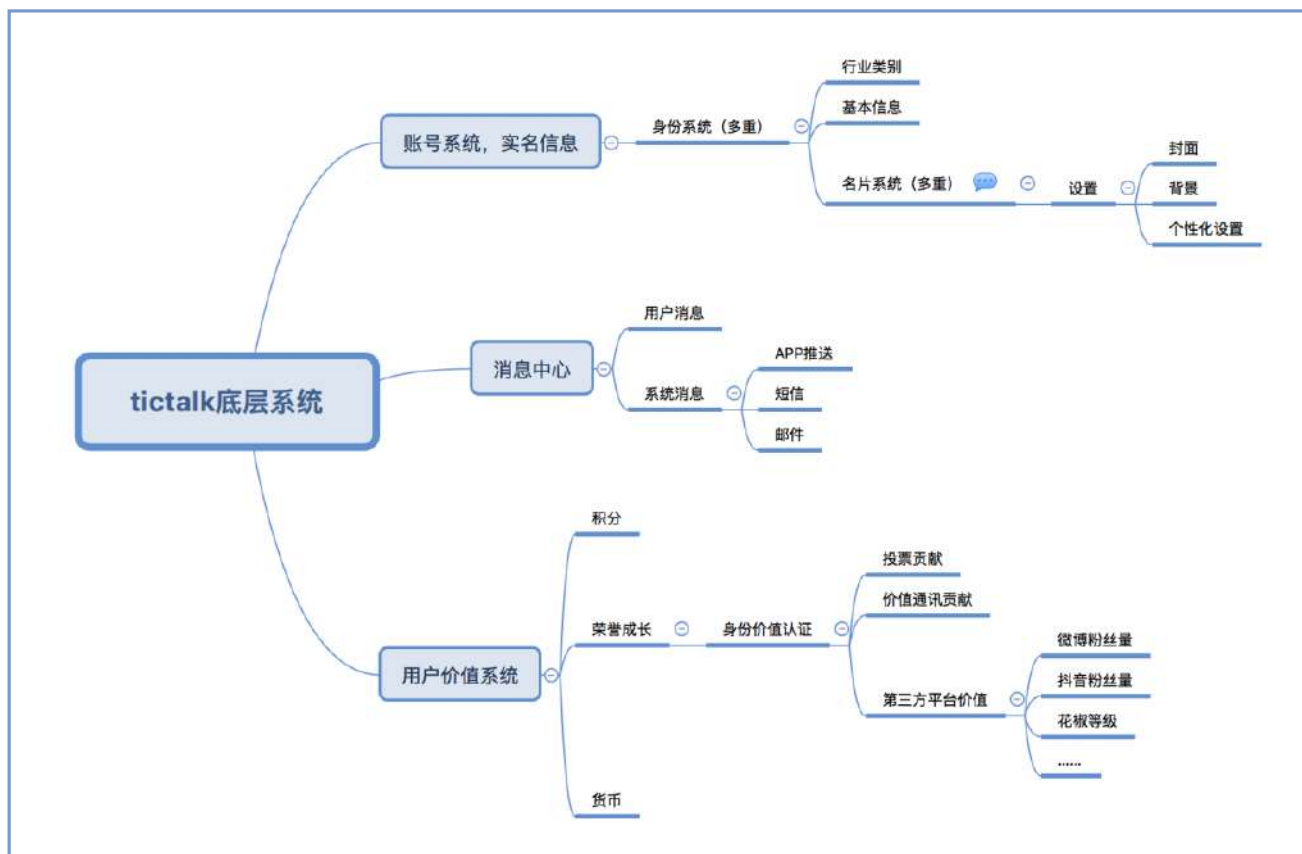 tictalk底层系统
账号系统，实名信息
身份系统（多重）
行业类别
基本信息
名片系统（多重）
设置
封面
背景
个性化设置
消息中心
用户消息
系统消息
APP推送
短信
邮件
用户价值系统
积分
荣誉成长
身份价值认证
投票贡献
价值通讯贡献
第三方平台价值
微博粉丝量
抖音粉丝量
花椒等级
……
货币